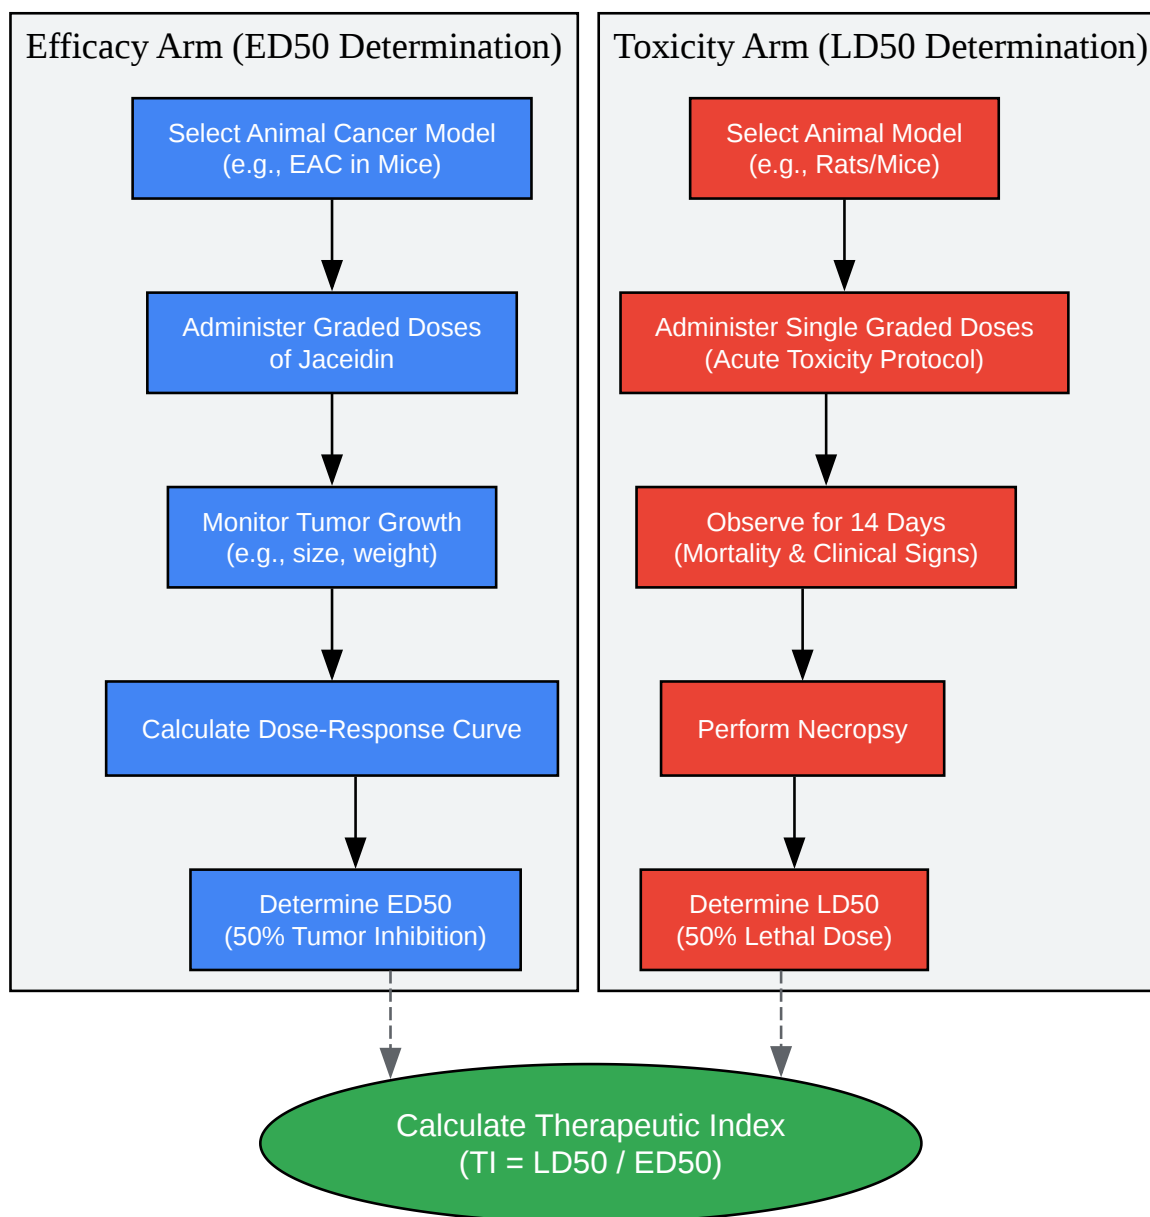 Efficacy Arm (ED50 Determination)
Select Animal Cancer Model
(e.g., EAC in Mice)
Administer Graded Doses
of Jaceidin
Monitor Tumor Growth
(e.g., size, weight)
Calculate Dose-Response Curve
Determine ED50
(50% Tumor Inhibition)
Toxicity Arm (LD50 Determination)
Select Animal Model
(e.g., Rats/Mice)
Administer Single Graded Doses
(Acute Toxicity Protocol)
Observe for 14 Days
(Mortality & Clinical Signs)
Perform Necropsy
Determine LD50
(50% Lethal Dose)
Calculate Therapeutic Index
(TI = LD50 / ED50)